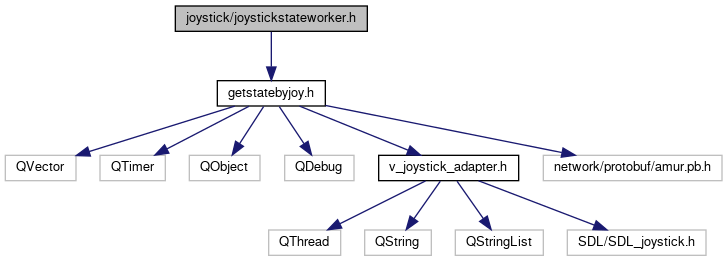 joystick/joystickstateworker.h
getstatebyjoy.h
QVector
QTimer
QObject
QDebug
v_joystick_adapter.h
network/protobuf/amur.pb.h
QThread
QString
QStringList
SDL/SDL_joystick.h